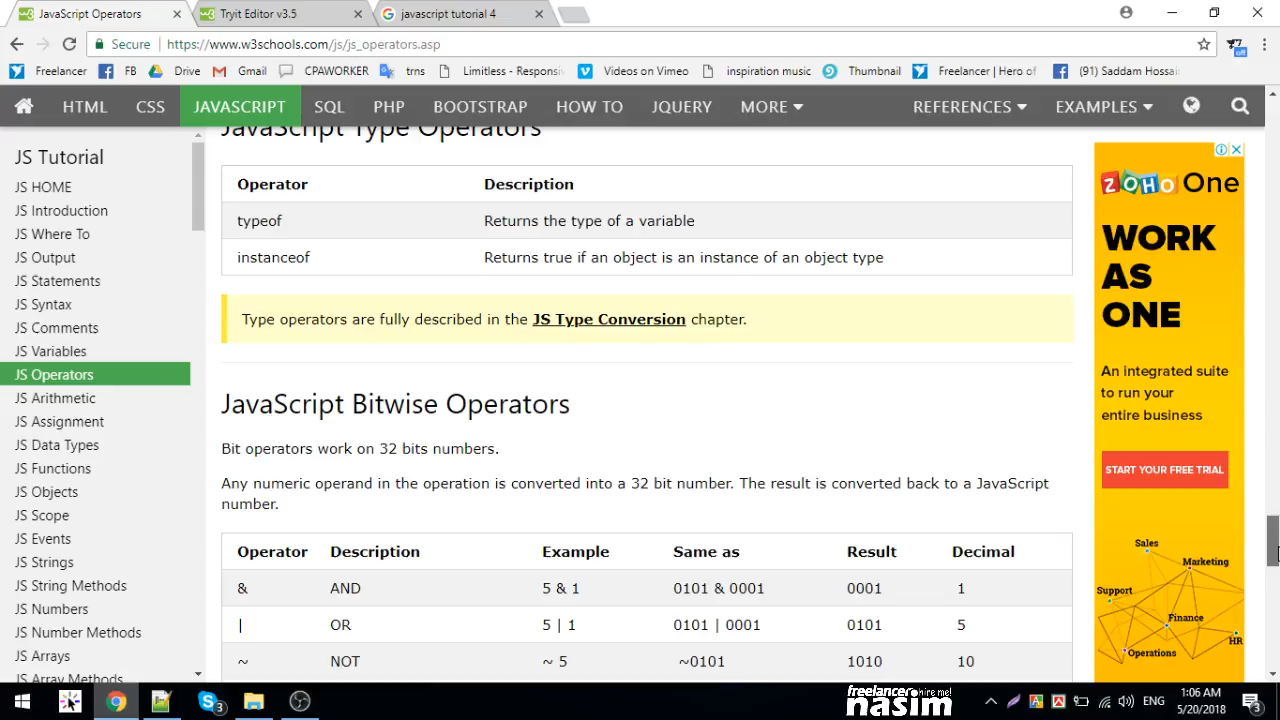 JavaScript Operators
Tryit Editor v3.5
javascript tutorial 4
Secure
https://www.w3schools.com/js/js_operators.asp
off
Freelancer
FB
Drive
Gmail
CPAWORKER
trns
Limitless - Responsi
Videos on Vimeo
inspiration music
Thumbnail
Freelancer | Hero of
(91) Saddam Hossai
HTML
CSS
JAVASCRIPT
SQL
PHP
BOOTSTRAP
HOW TO
JQUERY
MORE
REFERENCES
EXAMPLES
JS Tutorial
JS HOME
JS Introduction
JS Where To
JS Output
JS Statements
JS Syntax
JS Comments
JS Variables
JS Operators
JS Arithmetic
JS Assignment
JS Data Types
JS Functions
JS Objects
JS Scope
JS Events
JS Strings
JS String Methods
JS Numbers
JS Number Methods
JS Arrays
JS Array Methods
JavaScript Type Operators
Operator Description
typeof Returns the type of a variable
instanceof Returns true if an object is an instance of an object type
Type operators are fully described in the JS Type Conversion chapter.
JavaScript Bitwise Operators
Bit operators work on 32 bits numbers.
Any numeric operand in the operation is converted into a 32 bit number. The result is converted back to a JavaScript
number.
Operator Description Example Same as Result Decimal
& AND 5 & 1 0101 & 0001 0001 1
| OR 5 | 1 0101 | 0001 0101 5
~ NOT ~ 5 ~0101 1010 10
ZOHO One
WORK
AS
ONE
An integrated suite
to run your
entire business
START YOUR FREE TRIAL
Sales
Marketing
Support
Finance
HR
Operations
3
freelancer hire me!
nasim
ENG
1:06 AM
5/20/2018
3